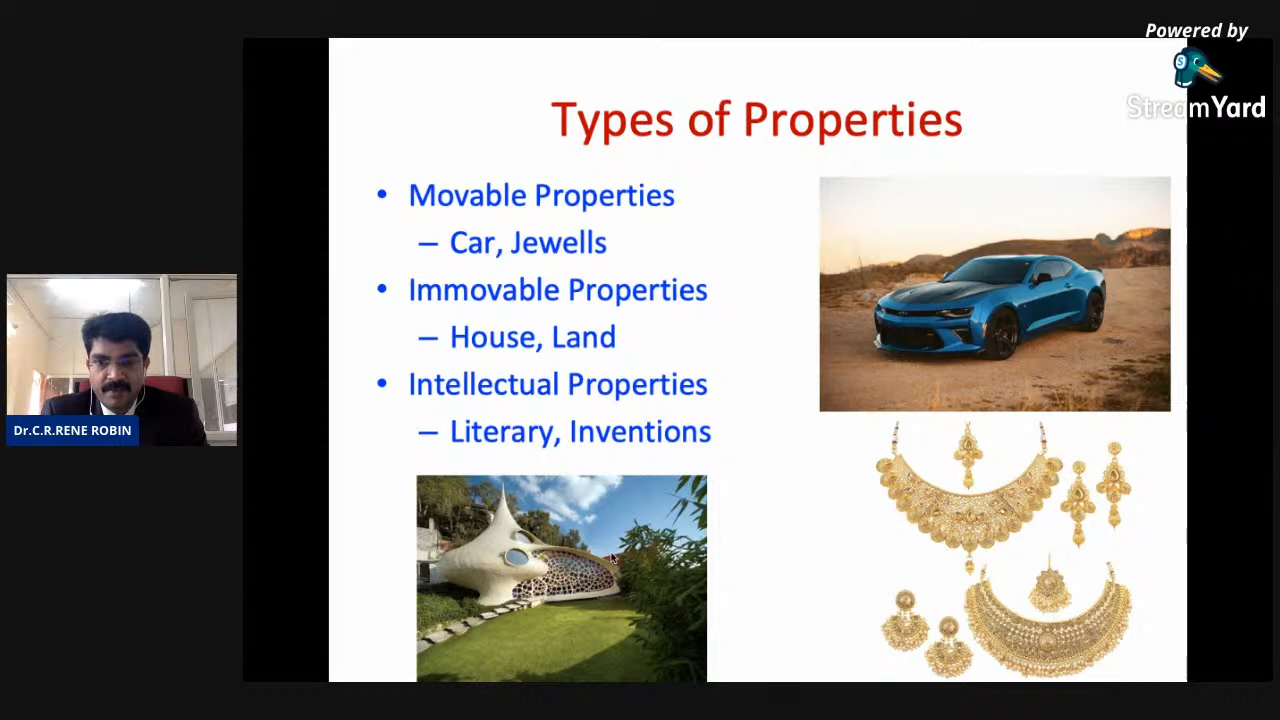 Powered by
StreamYard
Types of Properties
• Movable Properties
– Car, Jewells
• Immovable Properties
– House, Land
• Intellectual Properties
– Literary, Inventions
Dr.C.R.RENE ROBIN